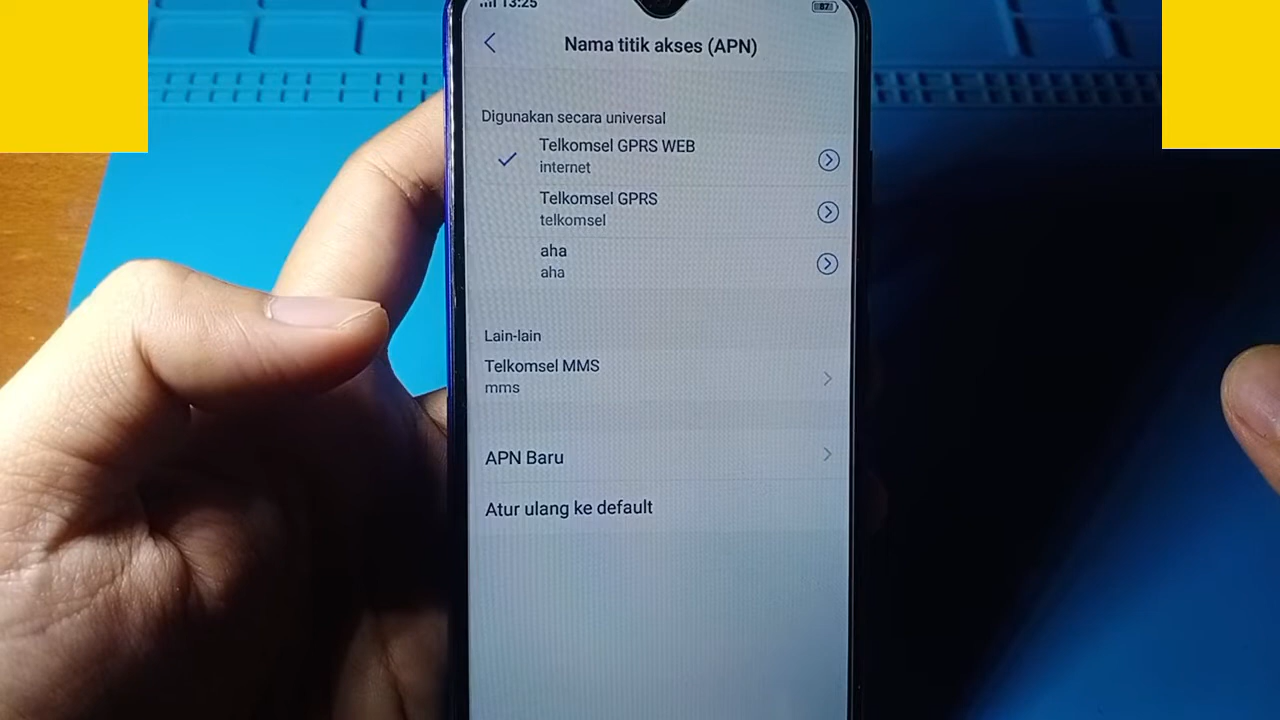 13:25
87
Nama titik akses (APN)
Digunakan secara universal
Telkomsel GPRS WEB
internet
Telkomsel GPRS
telkomsel
aha
aha
Lain-lain
Telkomsel MMS
mms
APN Baru
Atur ulang ke default